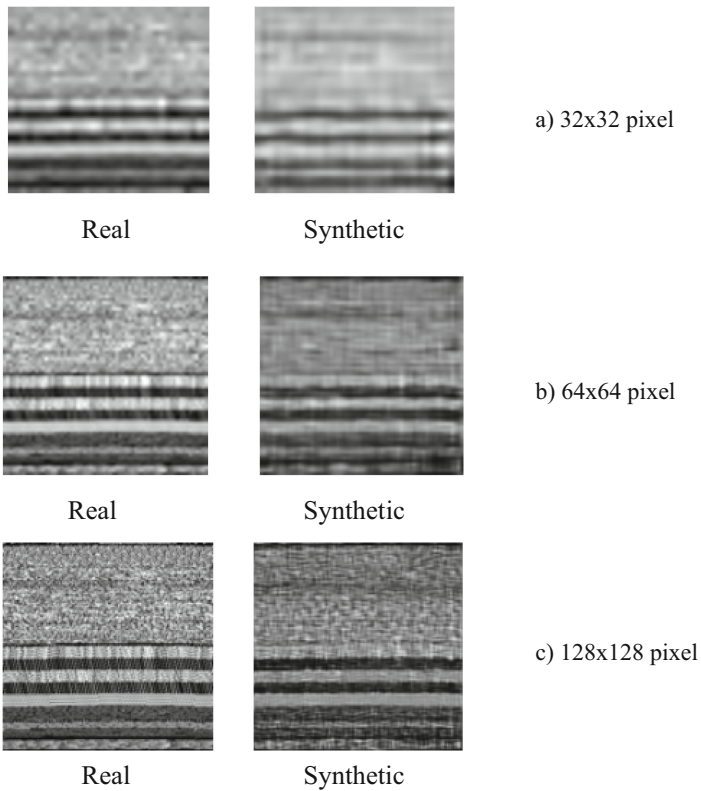 a) 32x32 pixel
Real Synthetic
b) 64x64 pixel
Real Synthetic
c) 128x128 pixel
Real Synthetic